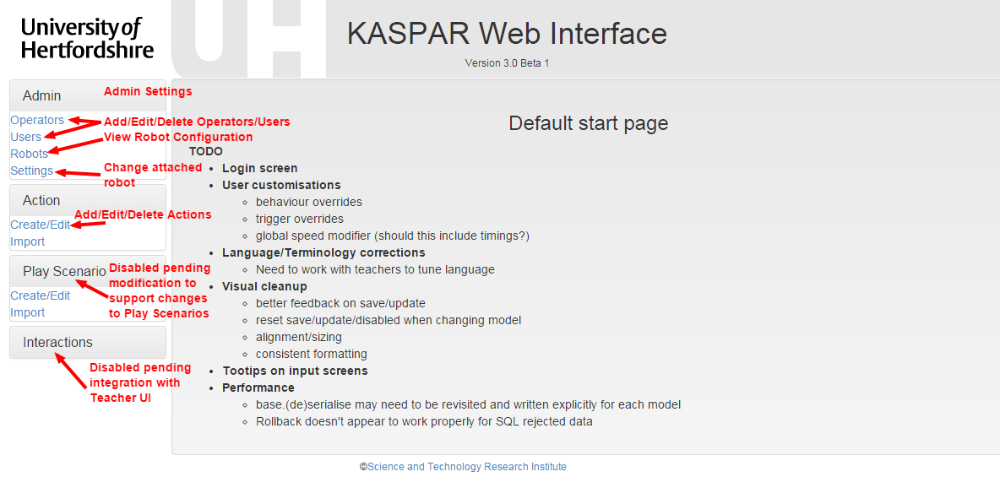 University of
Hertfordshire
UH
KASPAR Web Interface
Version 3.0 Beta 1
Admin
Admin Settings
Operators
Add/Edit/Delete Operators/Users
Users
View Robot Configuration
Robots
Settings
Change attached
robot
Action
Add/Edit/Delete Actions
Create/Edit
Import
Play Scenario
Disabled pending
modification to
support changes
to Play Scenarios
Create/Edit
Import
Interactions
Disabled pending
integration with
Teacher UI
Default start page
TODO
• Login screen
• User customisations
◦ behaviour overrides
◦ trigger overrides
◦ global speed modifier (should this include timings?)
• Language/Terminology corrections
◦ Need to work with teachers to tune language
• Visual cleanup
◦ better feedback on save/update
◦ reset save/update/disabled when changing model
◦ alignment/sizing
◦ consistent formatting
• Tootips on input screens
• Performance
◦ base.(de)serialise may need to be revisited and written explicitly for each model
◦ Rollback doesn't appear to work properly for SQL rejected data
©Science and Technology Research Institute